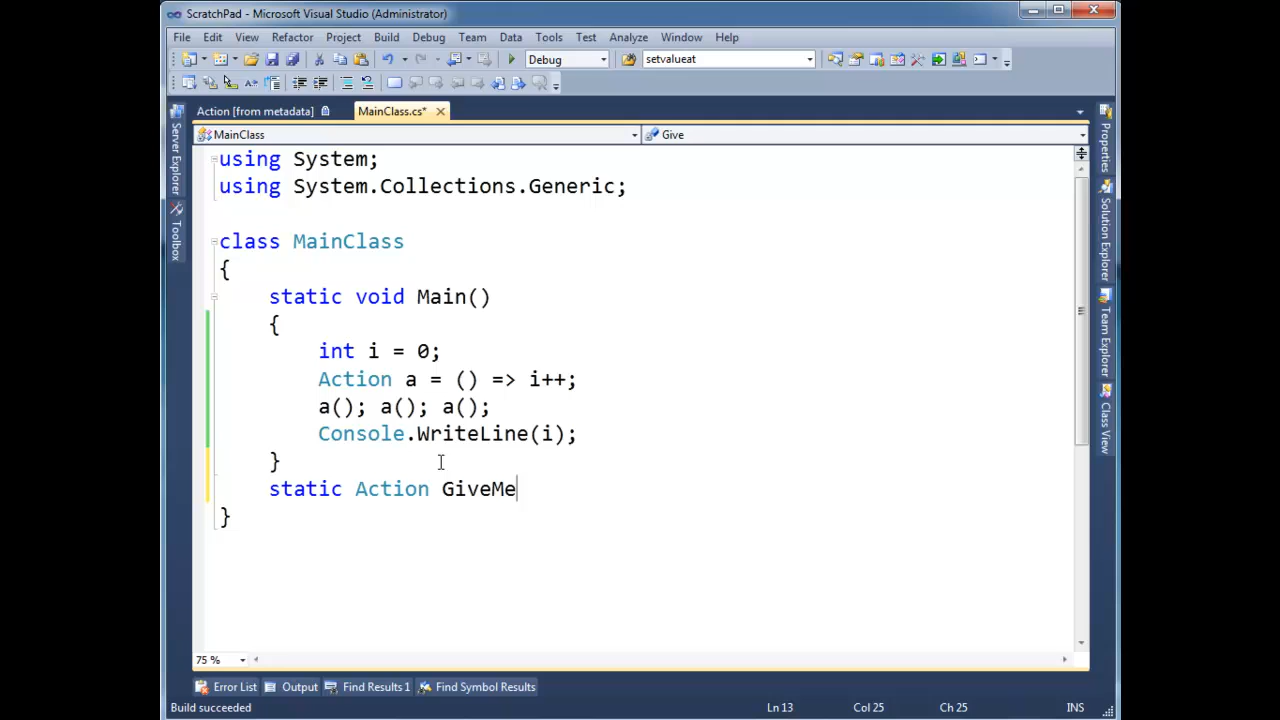 ScratchPad - Microsoft Visual Studio (Administrator)
File Edit View Refactor Project Build Debug Team Data Tools Test Analyze Window Help
Debug setvalueat
Action [from metadata] MainClass.cs*
MainClass Give
using System;
using System.Collections.Generic;
class MainClass
{
static void Main()
{
int i = 0;
Action a = () => i++;
a(); a(); a();
Console.WriteLine(i);
}
static Action GiveMe
}
Server Explorer
Toolbox
Properties
Solution Explorer
Team Explorer
Class View
75 %
Error List Output Find Results 1 Find Symbol Results
Build succeeded Ln 13 Col 25 Ch 25 INS